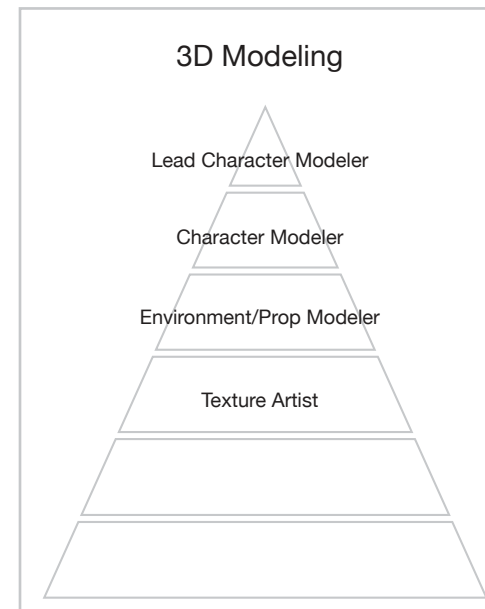 3D Modeling
Lead Character Modeler
Character Modeler
Environment/Prop Modeler
Texture Artist